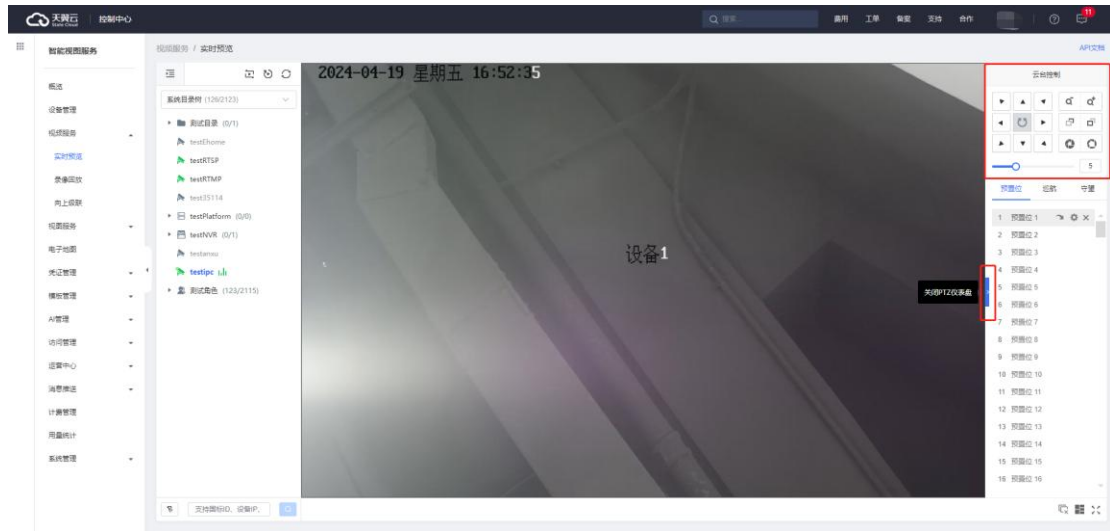 天翼云 控制中心 搜索 费用 工单 备案 支持 合作 11
State Cloud
智能视图服务
视频服务 / 实时预览
API文档
概览
设备管理
视频服务
实时预览
录像回放
向上级联
视图服务
电子地图
凭证管理
模板管理
AI管理
访问管理
运营中心
消息推送
计费管理
用量统计
系统管理
系统目录树 (126/2123)
测试目录 (0/1)
testEhome
testRTSP
testRTMP
test35114
testPlatform (0/0)
testNVR (0/1)
testansu
testipc
测试角色 (123/2115)
支持国标ID、设备IP、
2024-04-19 星期五 16:52:35
设备1
关闭PTZ仪表盘
云台控制
5
预置位 巡航 守望
1 预置位 1
2 预置位 2
3 预置位 3
4 预置位 4
5 预置位 5
6 预置位 6
7 预置位 7
8 预置位 8
9 预置位 9
10 预置位 10
11 预置位 11
12 预置位 12
13 预置位 13
14 预置位 14
15 预置位 15
16 预置位 16